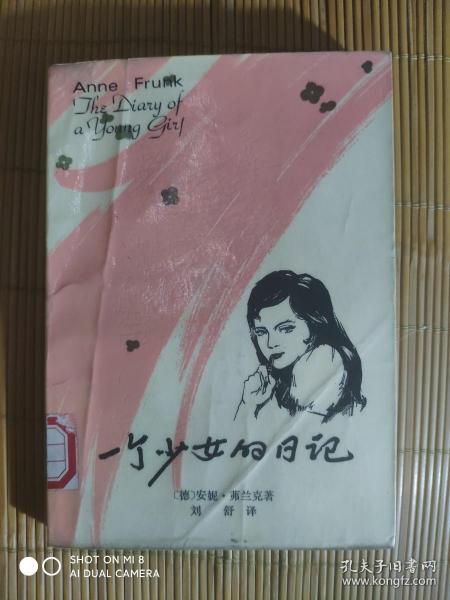 Anne Frunk
The Diary of
a Young Girl
一个少女的日记
〔德〕安妮·弗兰克著
刘 舒 译
SHOT ON MI 8
AI DUAL CAMERA
孔夫子旧书网
www.kongfz.com